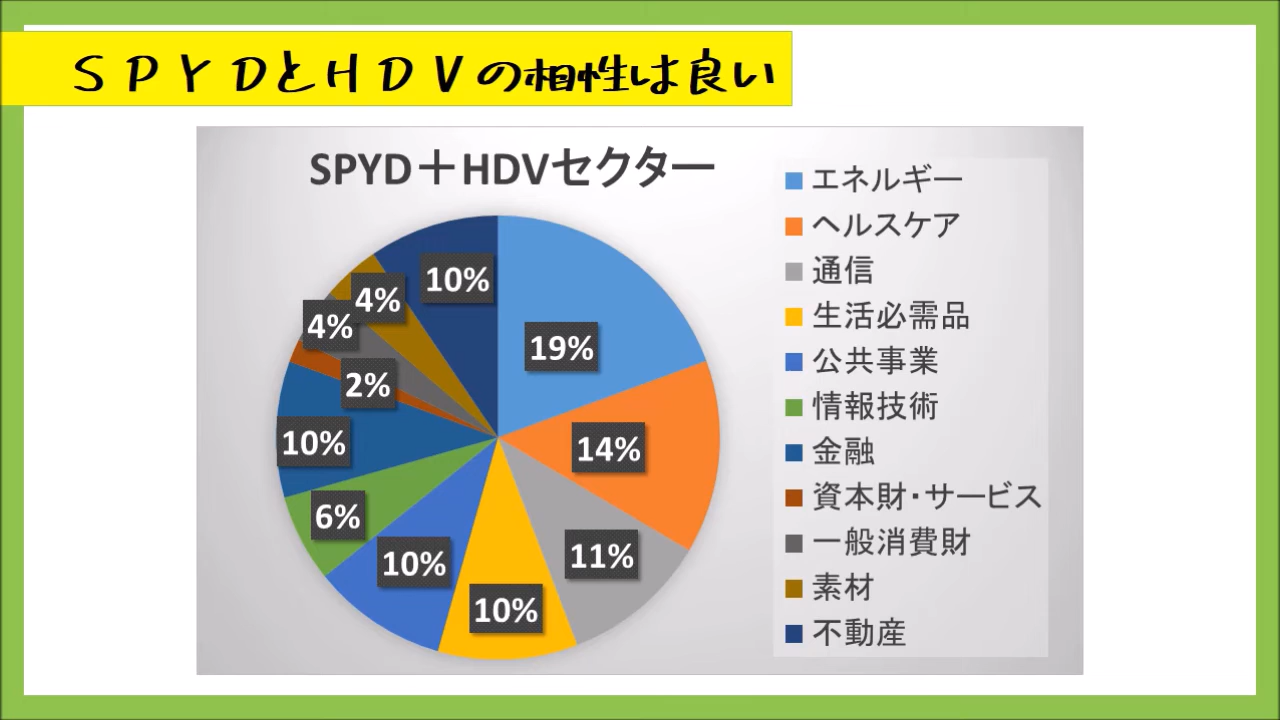 ＳＰＹＤとＨＤＶの相性は良い
SPYD＋HDVセクター
エネルギー
ヘルスケア
通信
生活必需品
公共事業
情報技術
金融
資本財・サービス
一般消費財
素材
不動産
19%
14%
11%
10%
10%
6%
10%
2%
4%
4%
10%